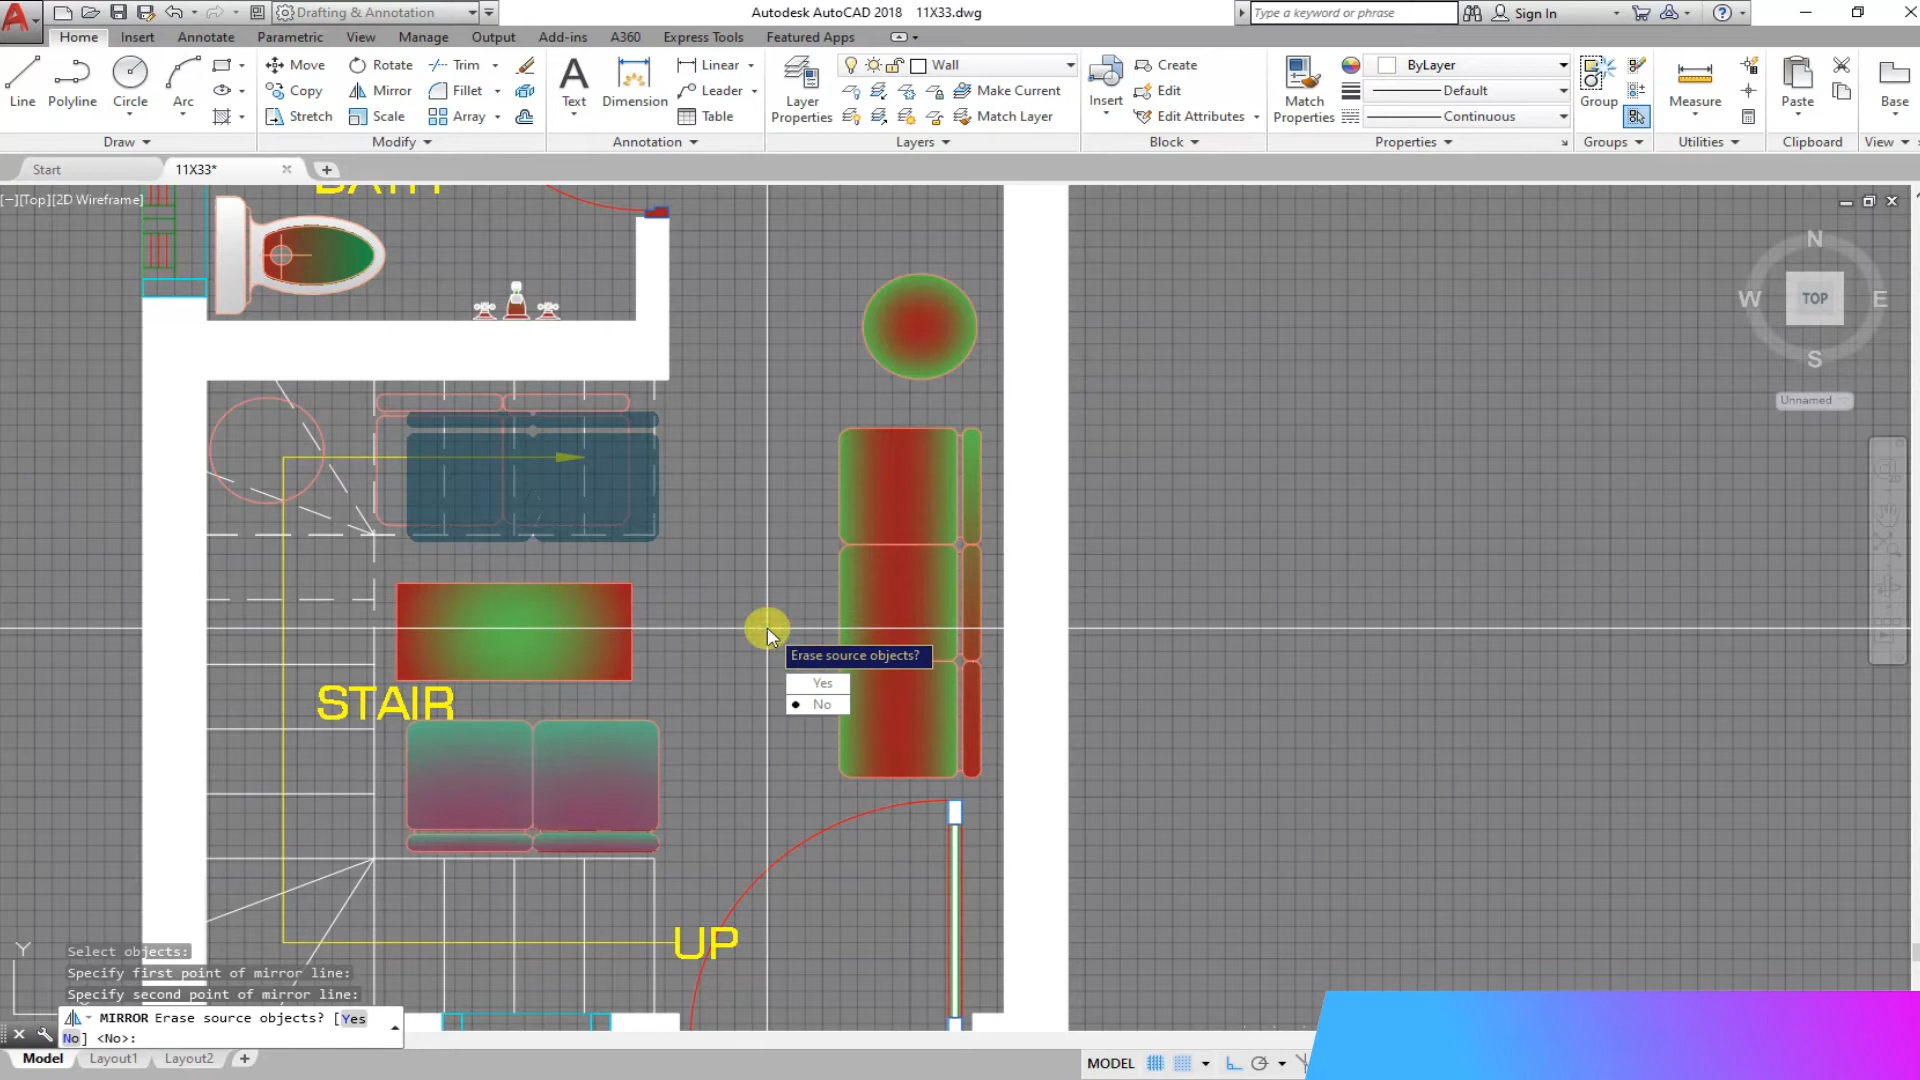 Drafting & Annotation
Autodesk AutoCAD 2018 11X33.dwg
Type a keyword or phrase
Sign In
Home Insert Annotate Parametric View Manage Output Add-ins A360 Express Tools Featured Apps
Line Polyline Circle Arc
Move Rotate Trim
Copy Mirror Fillet
Stretch Scale Array
Text Dimension
Linear
Leader
Table
Layer Properties
Wall
Make Current
Match Layer
Insert
Create
Edit
Edit Attributes
Match Properties
ByLayer
Default
Continuous
Group
Measure
Paste
Base
Draw Modify Annotation Layers Block Properties Groups Utilities Clipboard View
Start 11X33*
[−][Top][2D Wireframe]
BATH
N
W TOP E
S
Unnamed
Erase source objects?
Yes
No
STAIR
UP
Y
Select objects:
Specify first point of mirror line:
Specify second point of mirror line:
MIRROR Erase source objects? [Yes
No] <No>:
Model Layout1 Layout2
MODEL